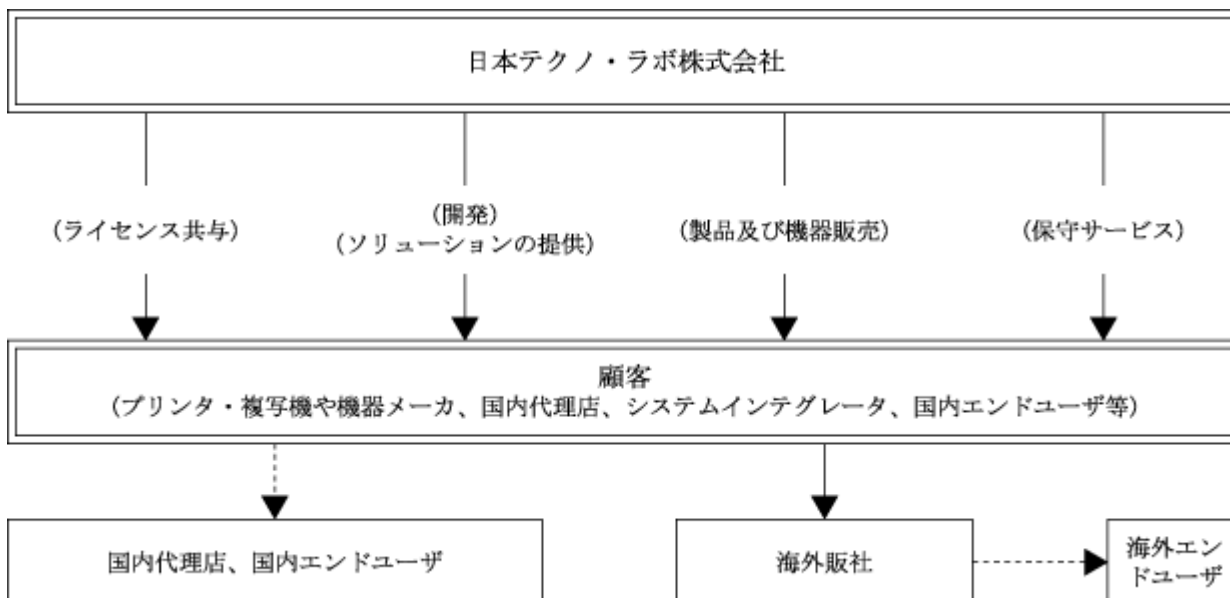 日本テクノ・ラボ株式会社
(ライセンス共与)
(開発)
(ソリューションの提供)
(製品及び機器販売)
(保守サービス)
顧客
(プリンタ・複写機や機器メーカ、国内代理店、システムインテグレータ、国内エンドユーザ等)
国内代理店、国内エンドユーザ
海外販社
海外エン
ドユーザ